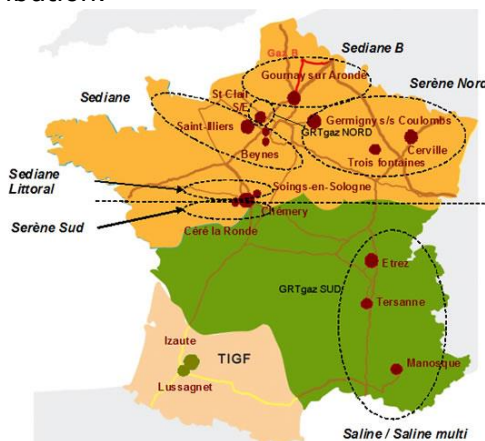 ibution.
Gaz B
Sediane B
Gournay sur Aronde
Serène Nord
St Clair
S/E
Sediane
Germigny s/s Coulombs
Saint-Illiers
GRTgaz NORD
Cerville
Beynes
Trois fontaines
Sediane
Littoral
Soings-en-Sologne
Chémery
Serène Sud
Céré la Ronde
Etrez
GRTgaz SUD
Tersanne
Izaute
TIGF
Manosque
Lussagnet
Saline / Saline multi